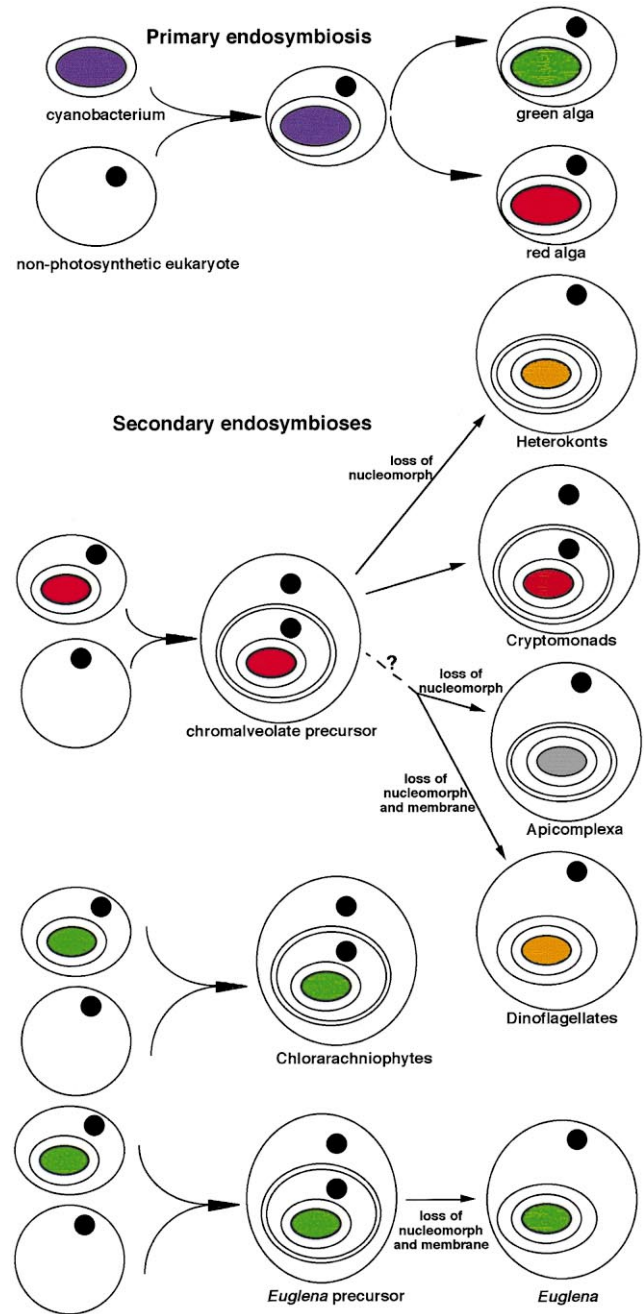 Primary endosymbiosis
cyanobacterium
green alga
non-photosynthetic eukaryote
red alga
Secondary endosymbioses
loss of
nucleomorph
Heterokonts
Cryptomonads
?
loss of
nucleomorph
chromalveolate precursor
loss of
nucleomorph
and membrane
Apicomplexa
Dinoflagellates
Chlorarachniophytes
loss of
nucleomorph
and membrane
Euglena precursor
Euglena